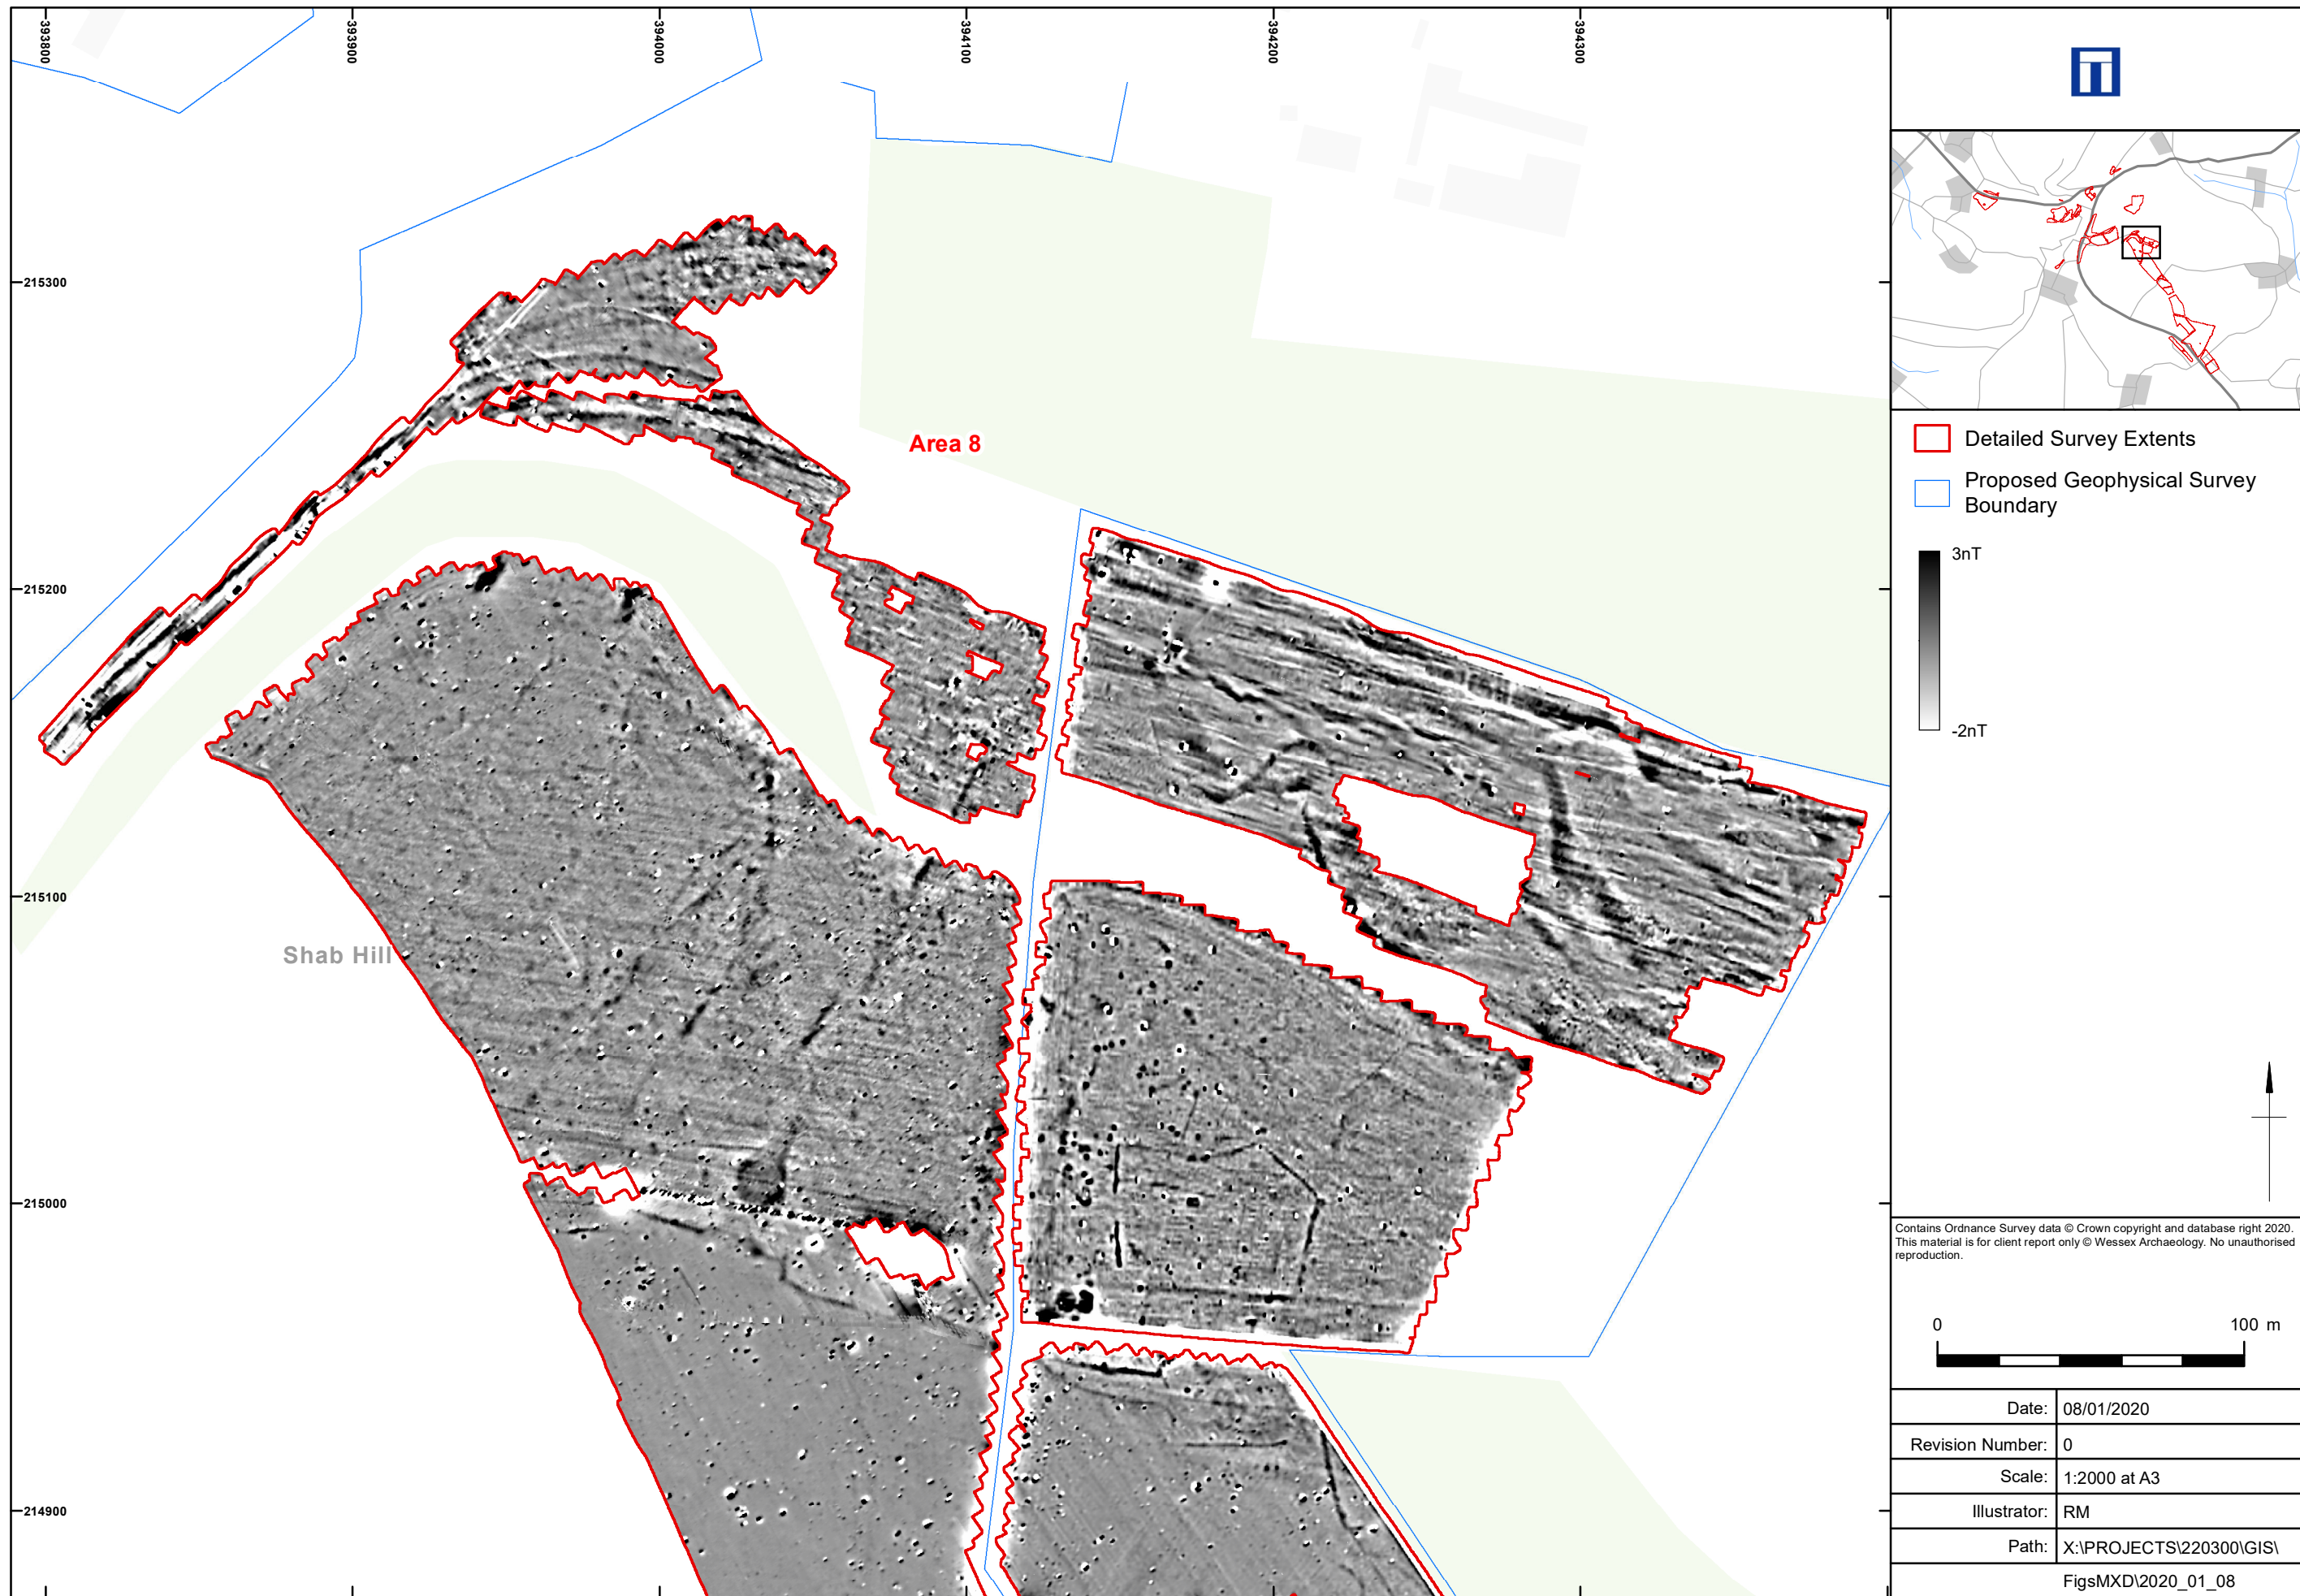 393800
393900
394000
394100
394200
394300
215300
215200
215100
215000
214900
Area 8
Shab Hill
Detailed Survey Extents
Proposed Geophysical Survey
Boundary
3nT
-2nT
Contains Ordnance Survey data © Crown copyright and database right 2020.
This material is for client report only © Wessex Archaeology. No unauthorised
reproduction.
0 100 m
Date: 08/01/2020
Revision Number: 0
Scale: 1:2000 at A3
Illustrator: RM
Path: X:\PROJECTS\220300\GIS\
FigsMXD\2020_01_08